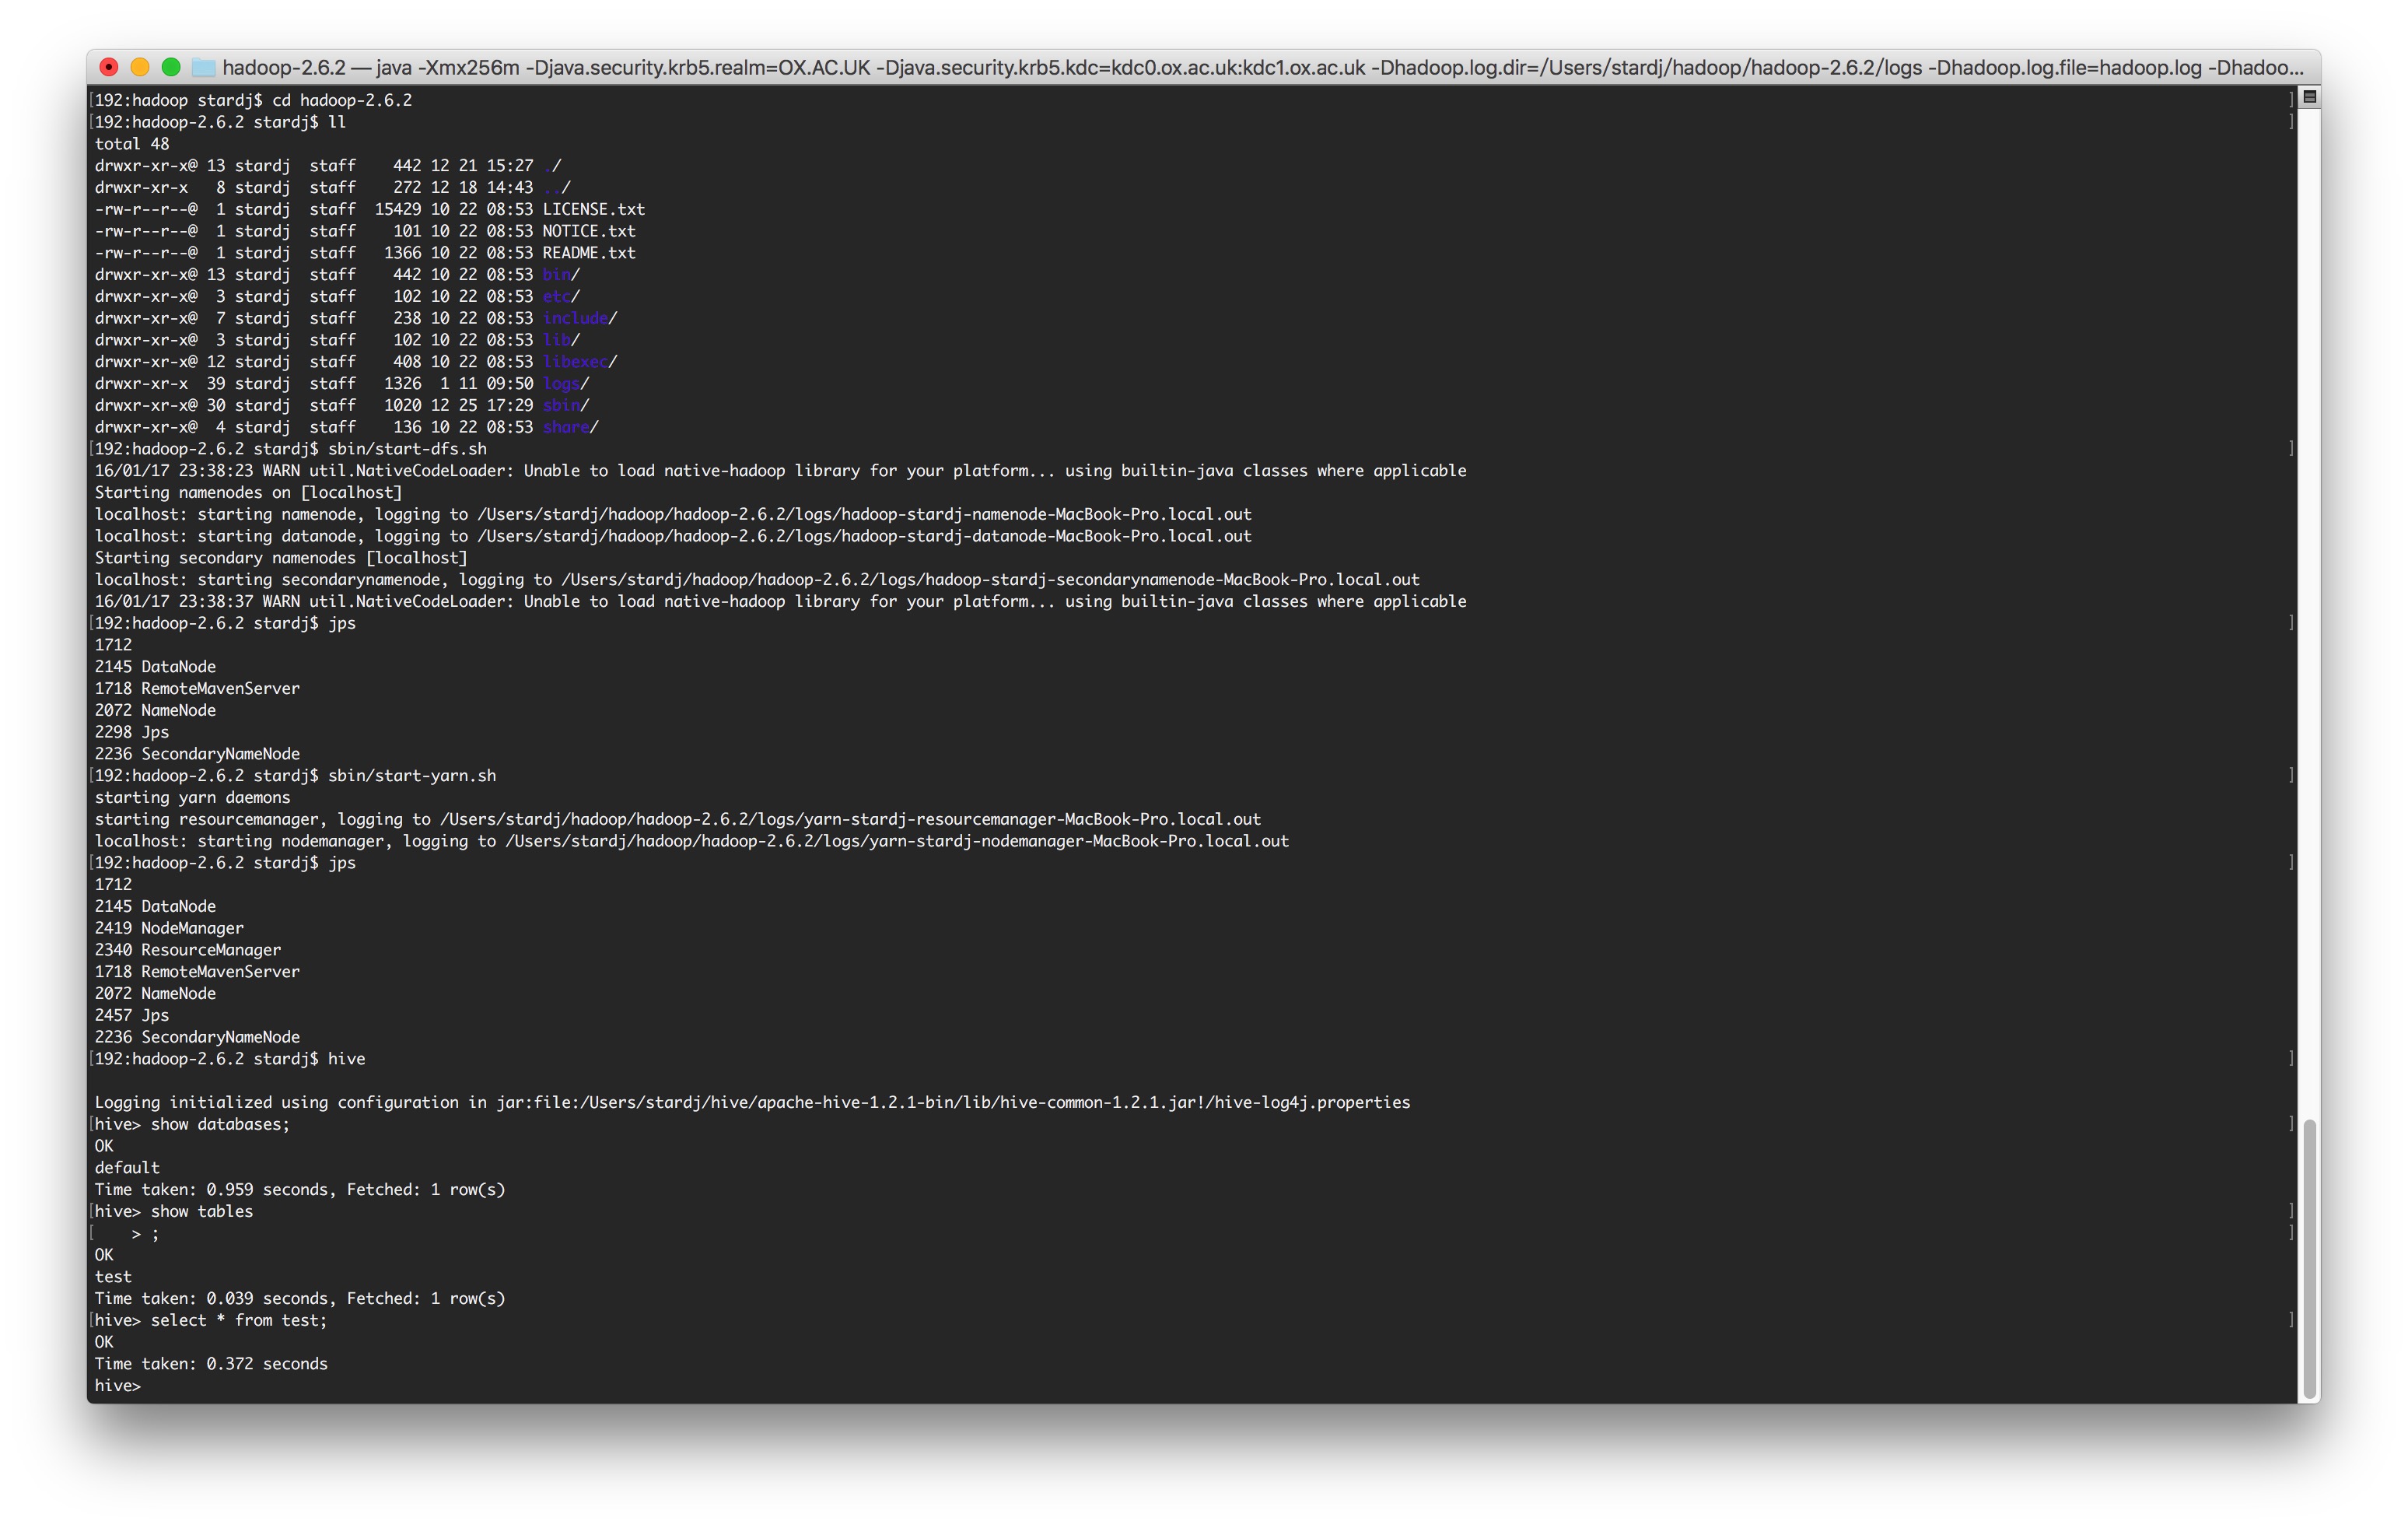 hadoop-2.6.2 — java -Xmx256m -Djava.security.krb5.realm=OX.AC.UK -Djava.security.krb5.kdc=kdc0.ox.ac.uk:kdc1.ox.ac.uk -Dhadoop.log.dir=/Users/stardj/hadoop/hadoop-2.6.2/logs -Dhadoop.log.file=hadoop.log -Dhadoo...
[192:hadoop stardj$ cd hadoop-2.6.2 ]
[192:hadoop-2.6.2 stardj$ ll ]
total 48
drwxr-xr-x@ 13 stardj  staff    442 12 21 15:27 ./
drwxr-xr-x   8 stardj  staff    272 12 18 14:43 ../
-rw-r--r--@  1 stardj  staff  15429 10 22 08:53 LICENSE.txt
-rw-r--r--@  1 stardj  staff    101 10 22 08:53 NOTICE.txt
-rw-r--r--@  1 stardj  staff   1366 10 22 08:53 README.txt
drwxr-xr-x@ 13 stardj  staff    442 10 22 08:53 bin/
drwxr-xr-x@  3 stardj  staff    102 10 22 08:53 etc/
drwxr-xr-x@  7 stardj  staff    238 10 22 08:53 include/
drwxr-xr-x@  3 stardj  staff    102 10 22 08:53 lib/
drwxr-xr-x@ 12 stardj  staff    408 10 22 08:53 libexec/
drwxr-xr-x  39 stardj  staff   1326  1 11 09:50 logs/
drwxr-xr-x@ 30 stardj  staff   1020 12 25 17:29 sbin/
drwxr-xr-x@  4 stardj  staff    136 10 22 08:53 share/
[192:hadoop-2.6.2 stardj$ sbin/start-dfs.sh ]
16/01/17 23:38:23 WARN util.NativeCodeLoader: Unable to load native-hadoop library for your platform... using builtin-java classes where applicable
Starting namenodes on [localhost]
localhost: starting namenode, logging to /Users/stardj/hadoop/hadoop-2.6.2/logs/hadoop-stardj-namenode-MacBook-Pro.local.out
localhost: starting datanode, logging to /Users/stardj/hadoop/hadoop-2.6.2/logs/hadoop-stardj-datanode-MacBook-Pro.local.out
Starting secondary namenodes [localhost]
localhost: starting secondarynamenode, logging to /Users/stardj/hadoop/hadoop-2.6.2/logs/hadoop-stardj-secondarynamenode-MacBook-Pro.local.out
16/01/17 23:38:37 WARN util.NativeCodeLoader: Unable to load native-hadoop library for your platform... using builtin-java classes where applicable
[192:hadoop-2.6.2 stardj$ jps ]
1712
2145 DataNode
1718 RemoteMavenServer
2072 NameNode
2298 Jps
2236 SecondaryNameNode
[192:hadoop-2.6.2 stardj$ sbin/start-yarn.sh ]
starting yarn daemons
starting resourcemanager, logging to /Users/stardj/hadoop/hadoop-2.6.2/logs/yarn-stardj-resourcemanager-MacBook-Pro.local.out
localhost: starting nodemanager, logging to /Users/stardj/hadoop/hadoop-2.6.2/logs/yarn-stardj-nodemanager-MacBook-Pro.local.out
[192:hadoop-2.6.2 stardj$ jps ]
1712
2145 DataNode
2419 NodeManager
2340 ResourceManager
1718 RemoteMavenServer
2072 NameNode
2457 Jps
2236 SecondaryNameNode
[192:hadoop-2.6.2 stardj$ hive ]
Logging initialized using configuration in jar:file:/Users/stardj/hive/apache-hive-1.2.1-bin/lib/hive-common-1.2.1.jar!/hive-log4j.properties
[hive> show databases; ]
OK
default
Time taken: 0.959 seconds, Fetched: 1 row(s)
[hive> show tables ]
[    > ; ]
OK
test
Time taken: 0.039 seconds, Fetched: 1 row(s)
[hive> select * from test; ]
OK
Time taken: 0.372 seconds
hive>